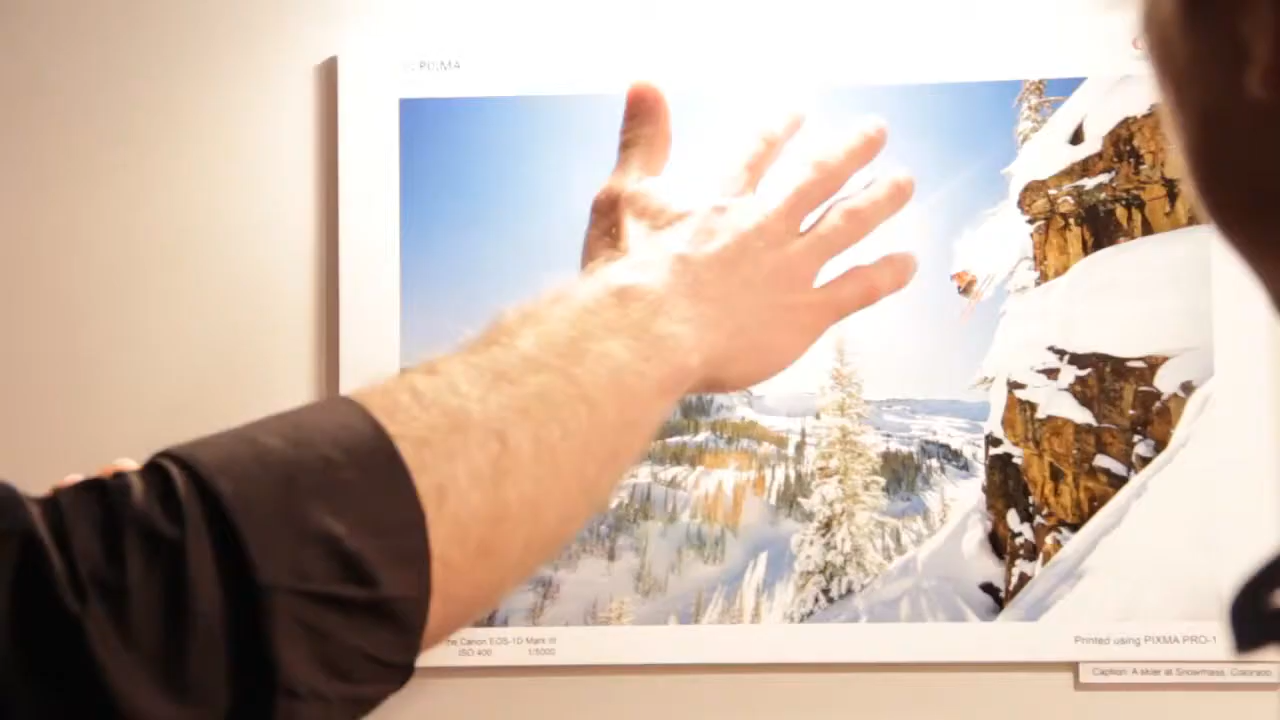 PIXMA
the Canon EOS-1D Mark III
ISO 400 1/5000
Printed using PIXMA PRO-1
Caption: A skier at Snowmass, Colorado